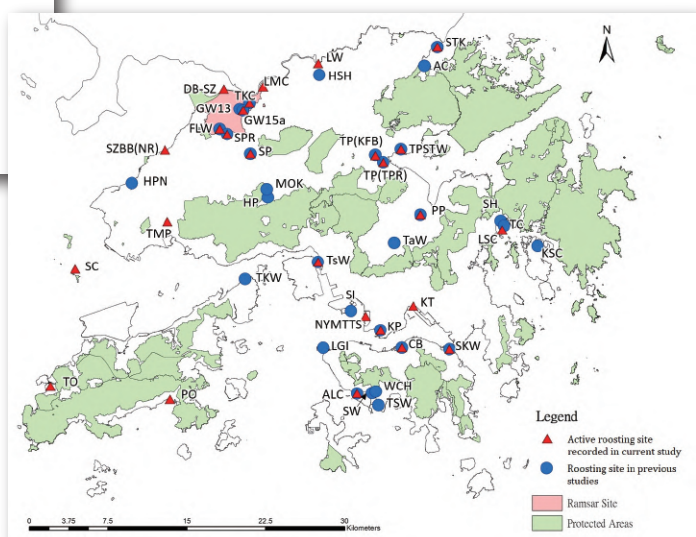 N
STK
AC
LW
HSH
LMC
DB-SZ
TKC
GW13
GW15a
FLW
SPR
SZBB(NR)
SP
TP(KFB)
TPSTW
TP(TPR)
HPN
MOK
HP
PP
SH
TC
LSC
KSC
TMP
TaW
SC
TsW
TKW
SI
KT
NYMTTS
KP
LGI
CB
SKW
TO
PO
ALC
WCH
SW
TSW
Legend
Active roosting site
recorded in current study
Roosting site in previous
studies
Ramsar Site
Protected Areas
0 3.75 7.5 15 22.5 30
Kilometers